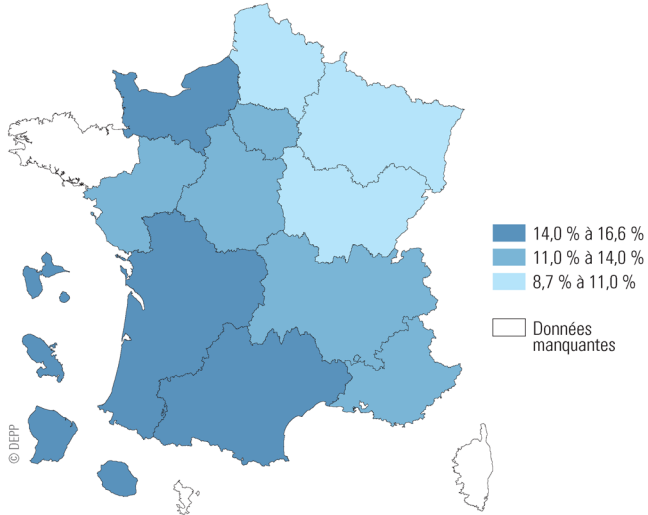 14,0 % à 16,6 %
11,0 % à 14,0 %
8,7 % à 11,0 %
Données
manquantes
© DEPP